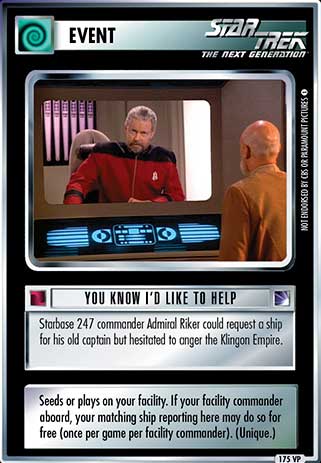 EVENT
STAR TREK
THE NEXT GENERATION
NOT ENDORSED BY CBS OR PARAMOUNT PICTURES
YOU KNOW I'D LIKE TO HELP
Starbase 247 commander Admiral Riker could request a ship
for his old captain but hesitated to anger the Klingon Empire.
Seeds or plays on your facility. If your facility commander
aboard, your matching ship reporting here may do so for
free (once per game per facility commander). (Unique.)
175 VP